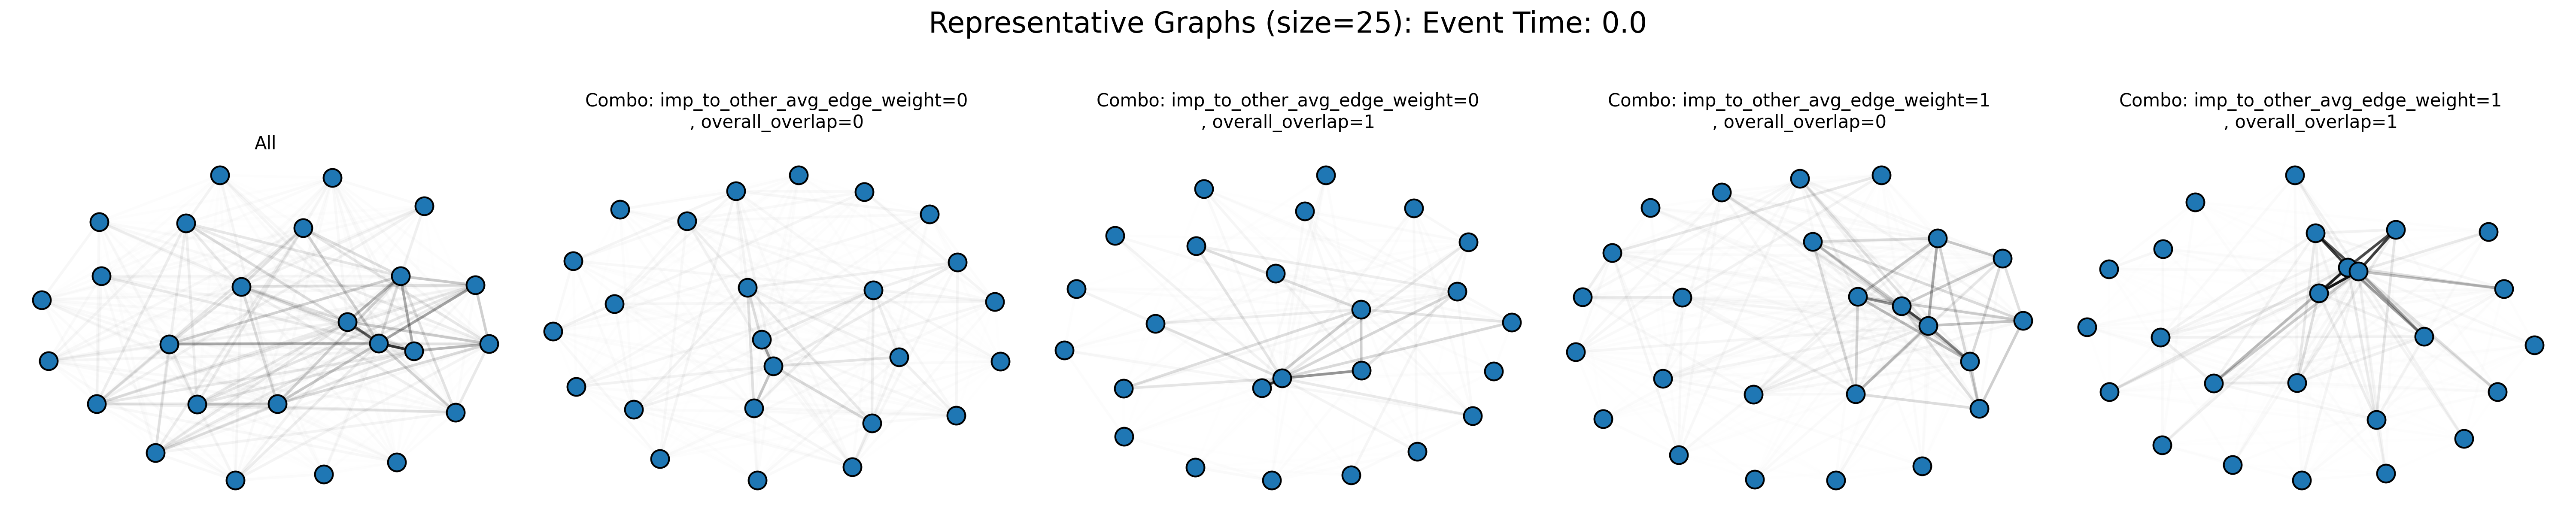 Representative Graphs (size=25): Event Time: 0.0
All
Combo: imp_to_other_avg_edge_weight=0
, overall_overlap=0
Combo: imp_to_other_avg_edge_weight=0
, overall_overlap=1
Combo: imp_to_other_avg_edge_weight=1
, overall_overlap=0
Combo: imp_to_other_avg_edge_weight=1
, overall_overlap=1